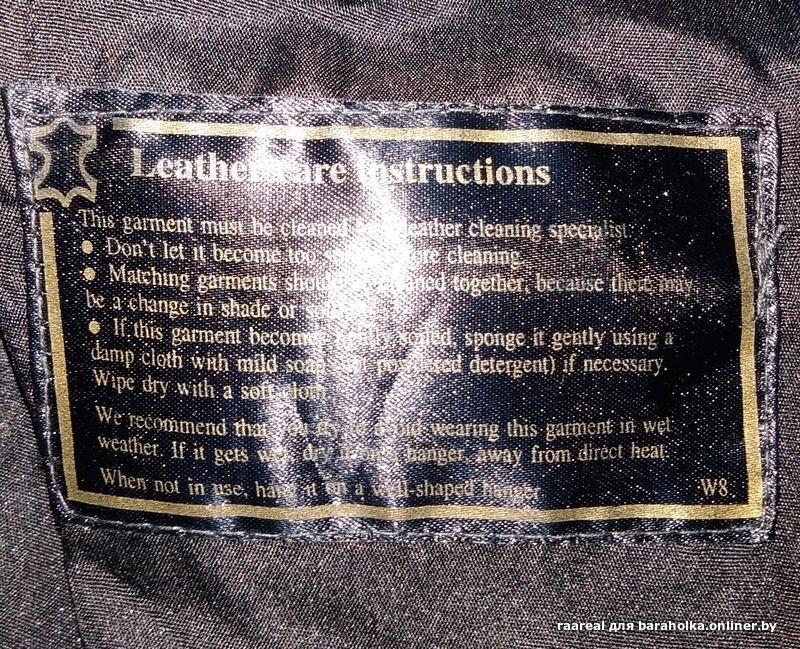 Leather Care Instructions
This garment must be cleaned by leather cleaning specialist.
● Don't let it become too before cleaning.
● Matching garments should be cleaned together, because there may
be a change in shade or
● If this garment becomes lightly soiled, sponge it gently using a
damp cloth with mild soap (not powdered detergent) if necessary.
Wipe dry with a soft cloth
We recommend that you try to avoid wearing this garment in wet
weather. If it gets wet, dry it on a hanger, away from direct heat.
When not in use, hang it on a well-shaped hanger
W8
raareal для baraholka.onliner.by